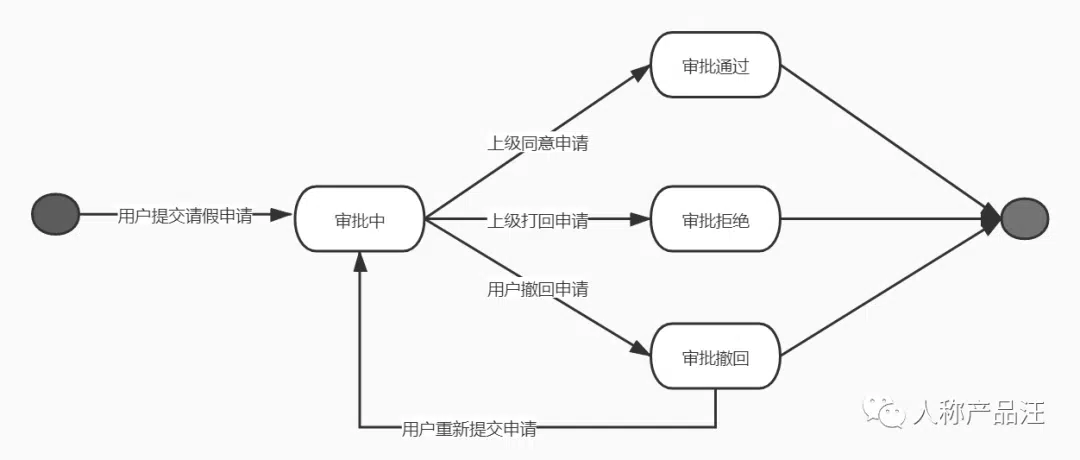 审批通过
上级同意申请
用户提交请假申请
审批中
上级打回申请
审批拒绝
用户撤回申请
审批撤回
用户重新提交申请
人称产品汪